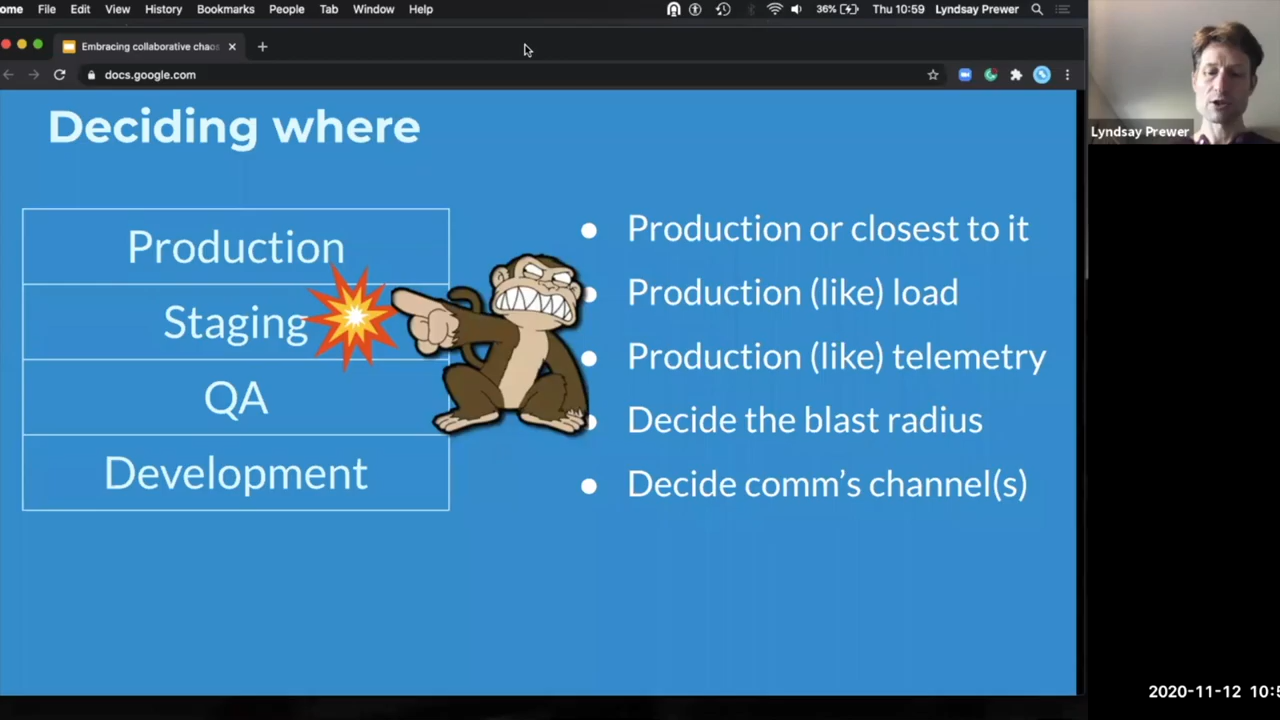 ome File Edit View History Bookmarks People Tab Window Help 36% Thu 10:59 Lyndsay Prewer
Embracing collaborative chaos
docs.google.com
Lyndsay Prewer
Deciding where
Production
Staging
QA
Development
Production or closest to it
Production (like) load
Production (like) telemetry
Decide the blast radius
Decide comm's channel(s)
2020-11-12 10:5